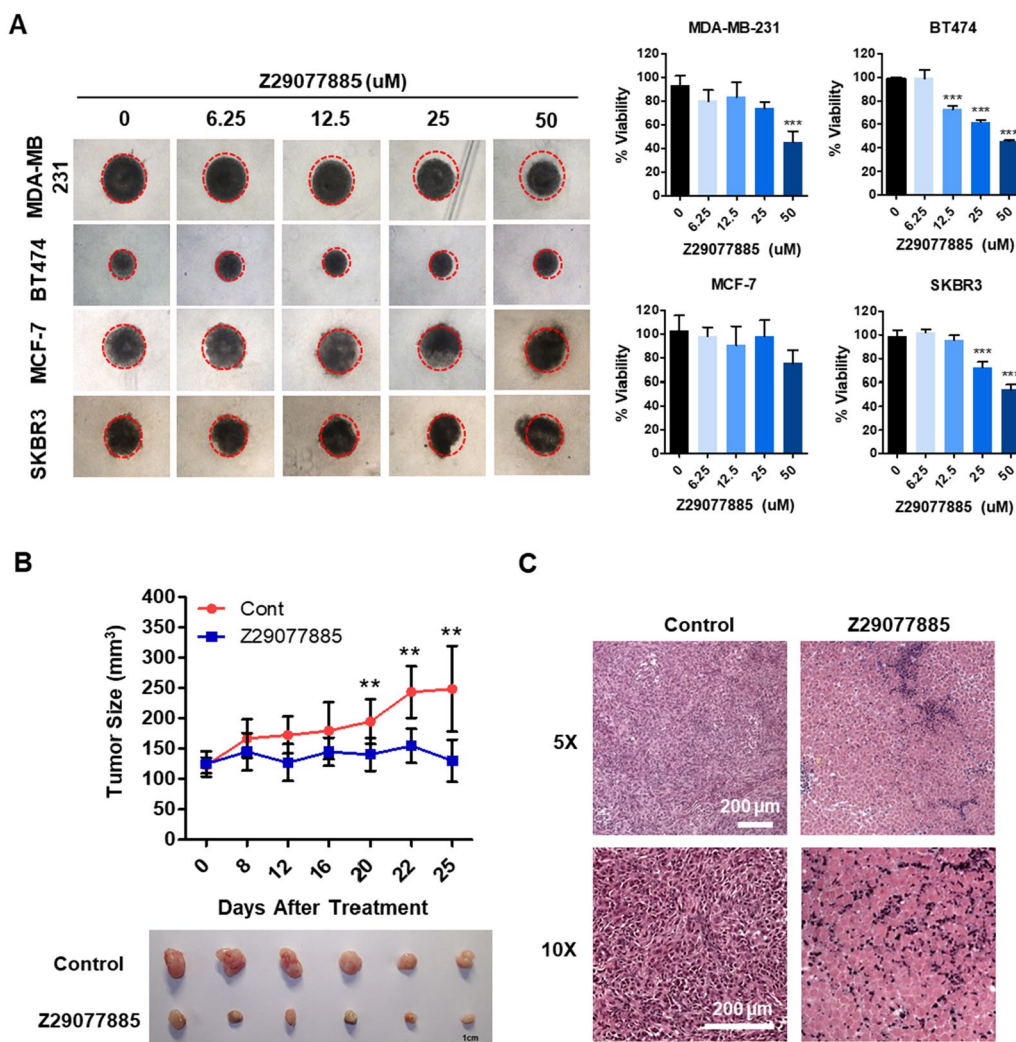 A
Z29077885 (uM)
0 6.25 12.5 25 50
MDA-MB
231
BT474
MCF-7
SKBR3
MDA-MB-231
% Viability
120
100
80
60
40
20
0
0 6.25 12.5 25 50
***
Z29077885 (uM)
BT474
% Viability
120
100
80
60
40
20
0
0 6.25 12.5 25 50
*** *** ***
Z29077885 (uM)
MCF-7
% Viability
120
100
80
60
40
20
0
0 6.25 12.5 25 50
Z29077885 (uM)
SKBR3
% Viability
120
100
80
60
40
20
0
0 6.25 12.5 25 50
*** ***
Z29077885 (uM)
B
Tumor Size (mm³)
400
350
300
250
200
150
100
50
0
Cont
Z29077885
** ** **
0 8 12 16 20 22 25
Days After Treatment
Control
Z29077885
1cm
C
Control Z29077885
5X
200 µm
10X
200 µm